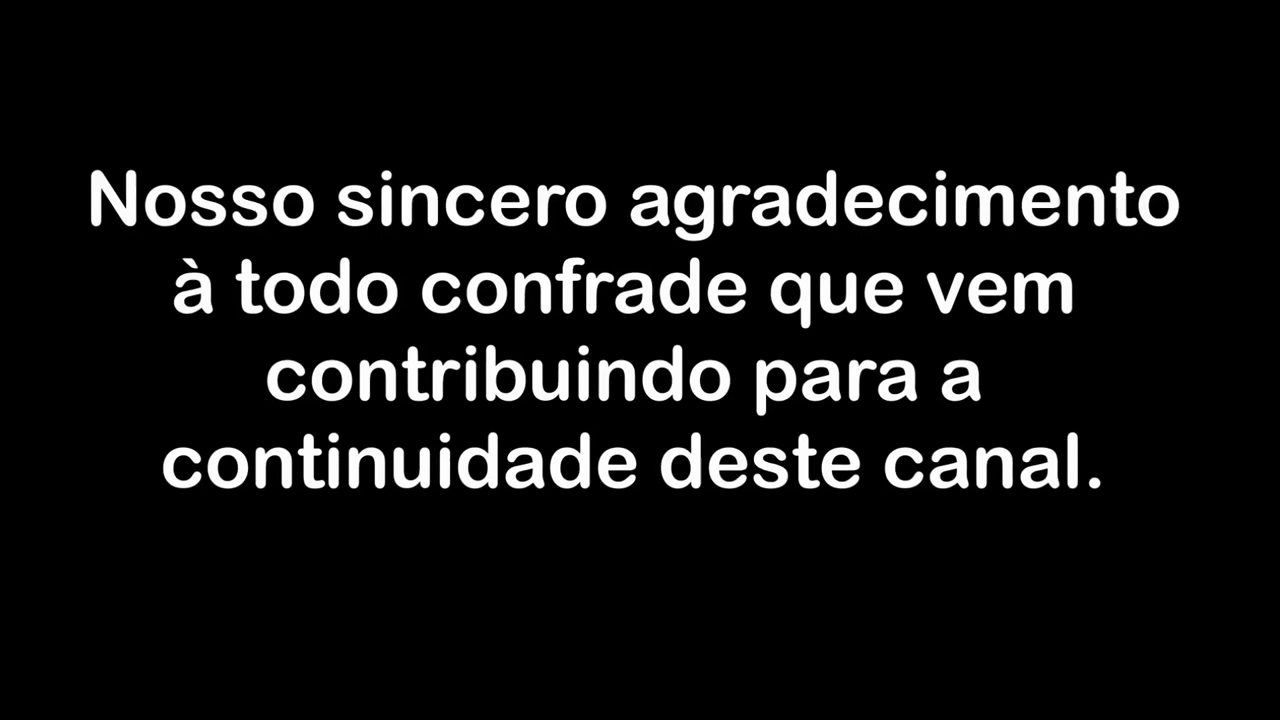 Nosso sincero agradecimento
à todo confrade que vem
contribuindo para a
continuidade deste canal.